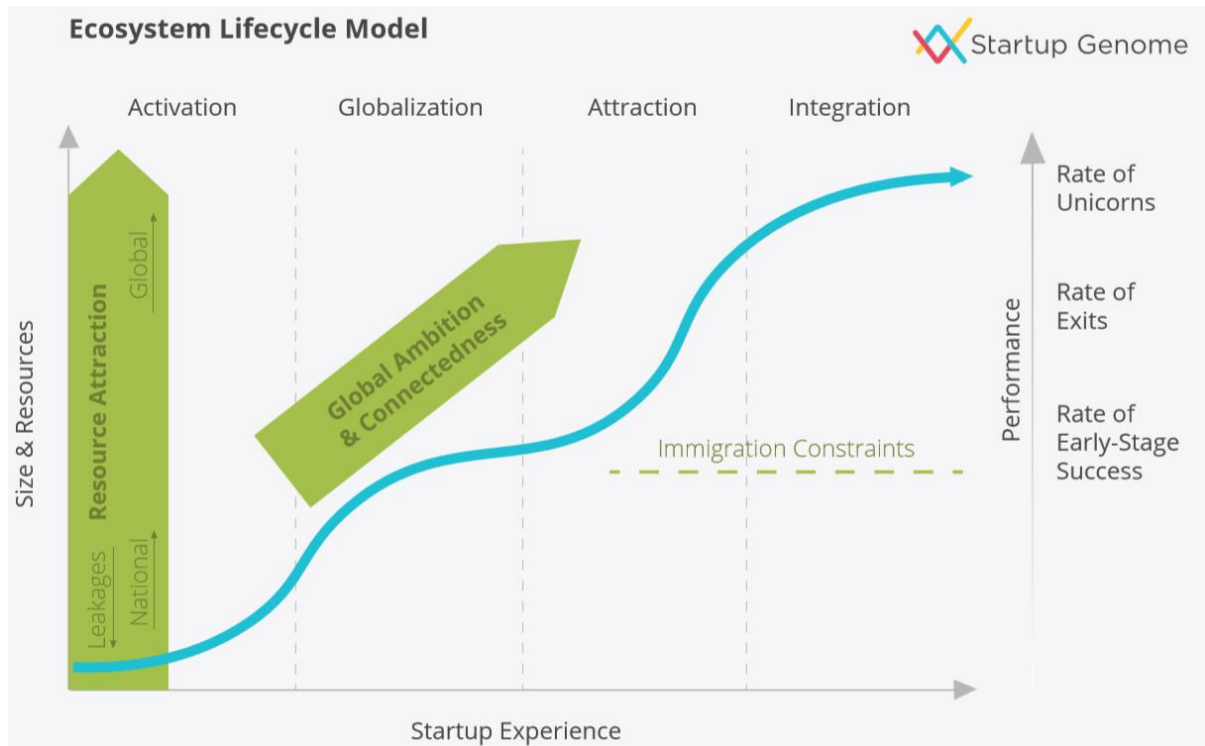 Ecosystem Lifecycle Model
Startup Genome
Activation
Globalization
Attraction
Integration
Size & Resources
Resource Attraction
Leakages
National
Global
Global Ambition
& Connectedness
Immigration Constraints
Startup Experience
Performance
Rate of
Unicorns
Rate of
Exits
Rate of
Early-Stage
Success